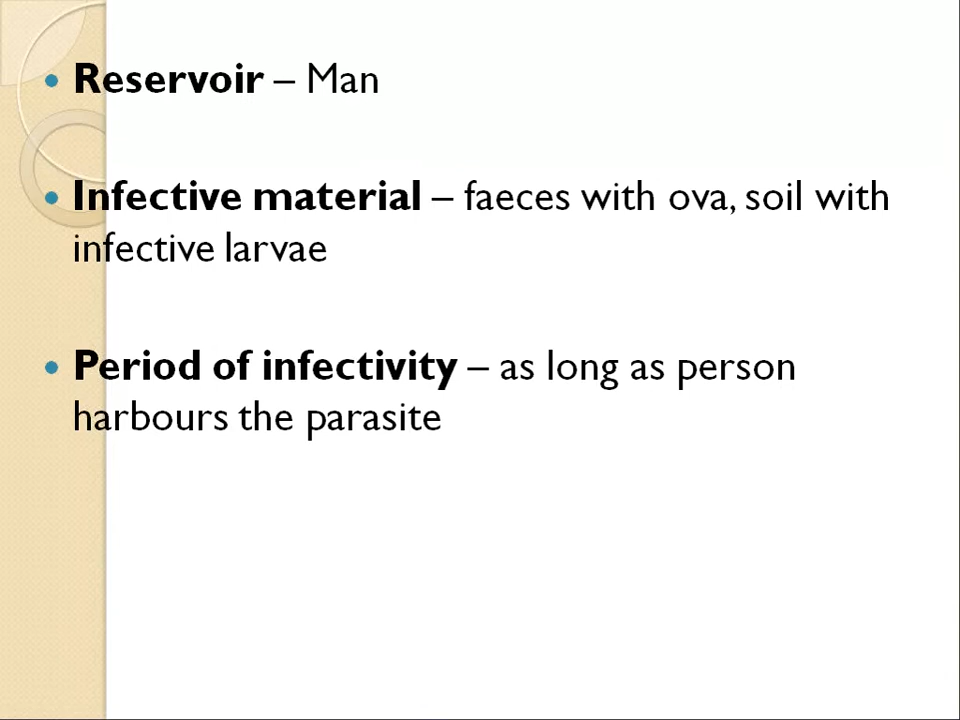 Reservoir – Man
Infective material – faeces with ova, soil with
infective larvae
Period of infectivity – as long as person
harbours the parasite